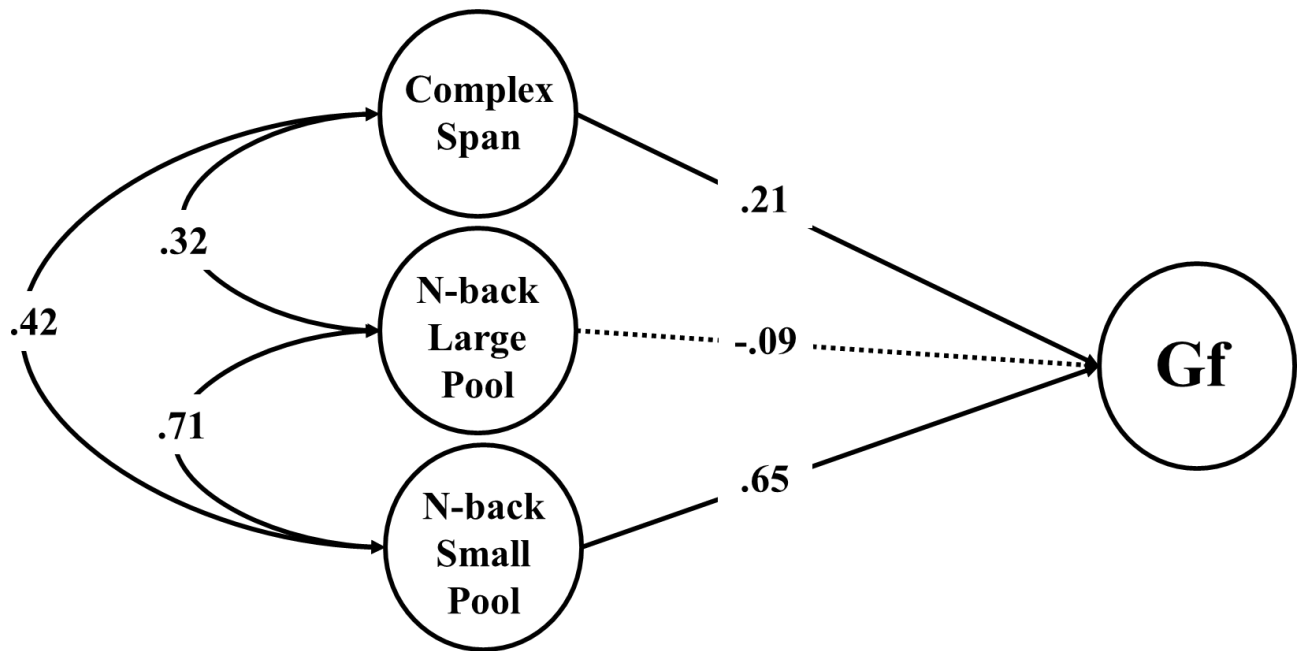 Complex
Span
.21
.32
N-back
Large
Pool
.42
-.09
Gf
.71
N-back
Small
Pool
.65